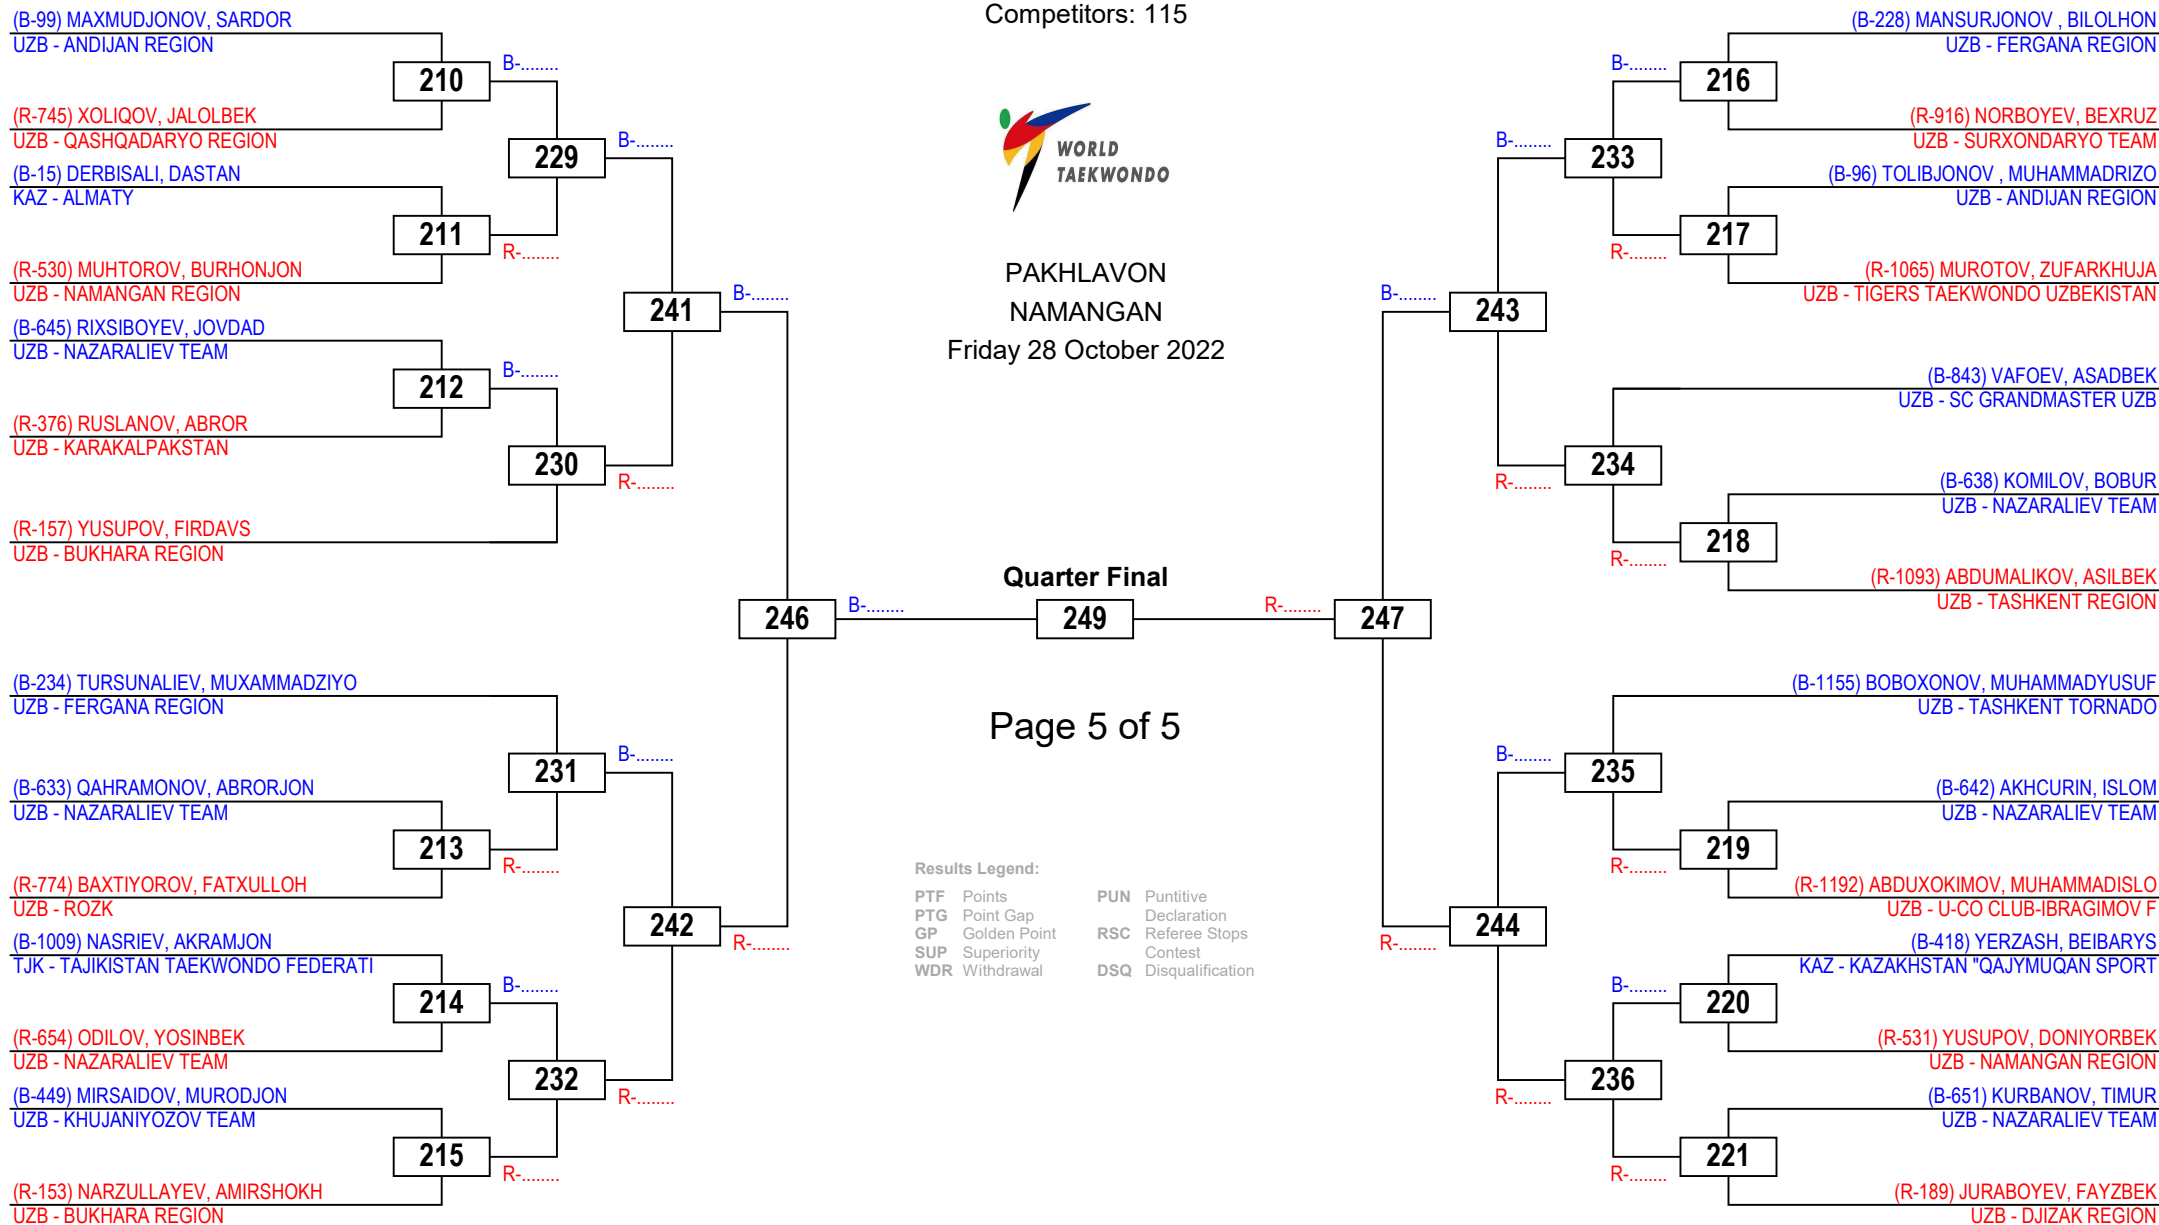 Competitors: 115
(B-99) MAXMUDJONOV, SARDOR
UZB - ANDIJAN REGION
210
B-........
(R-745) XOLIQOV, JALOLBEK
UZB - QASHQADARYO REGION
229
B-........
(B-15) DERBISALI, DASTAN
KAZ - ALMATY
211
R-........
(R-530) MUHTOROV, BURHONJON
UZB - NAMANGAN REGION
241
B-........
(B-645) RIXSIBOYEV, JOVDAD
UZB - NAZARALIEV TEAM
212
B-........
(R-376) RUSLANOV, ABROR
UZB - KARAKALPAKSTAN
230
R-........
(R-157) YUSUPOV, FIRDAVS
UZB - BUKHARA REGION
246
B-........
(B-234) TURSUNALIEV, MUXAMMADZIYO
UZB - FERGANA REGION
231
B-........
(B-633) QAHRAMONOV, ABRORJON
UZB - NAZARALIEV TEAM
213
R-........
(R-774) BAXTIYOROV, FATXULLOH
UZB - ROZK
242
R-........
(B-1009) NASRIEV, AKRAMJON
TJK - TAJIKISTAN TAEKWONDO FEDERATI
214
B-........
(R-654) ODILOV, YOSINBEK
UZB - NAZARALIEV TEAM
232
R-........
(B-449) MIRSAIDOV, MURODJON
UZB - KHUJANIYOZOV TEAM
215
R-........
(R-153) NARZULLAYEV, AMIRSHOKH
UZB - BUKHARA REGION
WORLD
TAEKWONDO
PAKHLAVON
NAMANGAN
Friday 28 October 2022
Quarter Final
249
Page 5 of 5
Results Legend:
PTF Points
PTG Point Gap
GP Golden Point
SUP Superiority
WDR Withdrawal
PUN Puntitive
Declaration
RSC Referee Stops
Contest
DSQ Disqualification
(B-228) MANSURJONOV , BILOLHON
UZB - FERGANA REGION
B-........
216
(R-916) NORBOYEV, BEXRUZ
UZB - SURXONDARYO TEAM
B-........
233
(B-96) TOLIBJONOV , MUHAMMADRIZO
UZB - ANDIJAN REGION
R-........
217
(R-1065) MUROTOV, ZUFARKHUJA
UZB - TIGERS TAEKWONDO UZBEKISTAN
B-........
243
(B-843) VAFOEV, ASADBEK
UZB - SC GRANDMASTER UZB
R-........
234
(B-638) KOMILOV, BOBUR
UZB - NAZARALIEV TEAM
R-........
218
(R-1093) ABDUMALIKOV, ASILBEK
UZB - TASHKENT REGION
R-........
247
(B-1155) BOBOXONOV, MUHAMMADYUSUF
UZB - TASHKENT TORNADO
B-........
235
(B-642) AKHCURIN, ISLOM
UZB - NAZARALIEV TEAM
R-........
219
(R-1192) ABDUXOKIMOV, MUHAMMADISLO
UZB - U-CO CLUB-IBRAGIMOV F
R-........
244
(B-418) YERZASH, BEIBARYS
KAZ - KAZAKHSTAN "QAJYMUQAN SPORT
B-........
220
(R-531) YUSUPOV, DONIYORBEK
UZB - NAMANGAN REGION
R-........
236
(B-651) KURBANOV, TIMUR
UZB - NAZARALIEV TEAM
R-........
221
(R-189) JURABOYEV, FAYZBEK
UZB - DJIZAK REGION